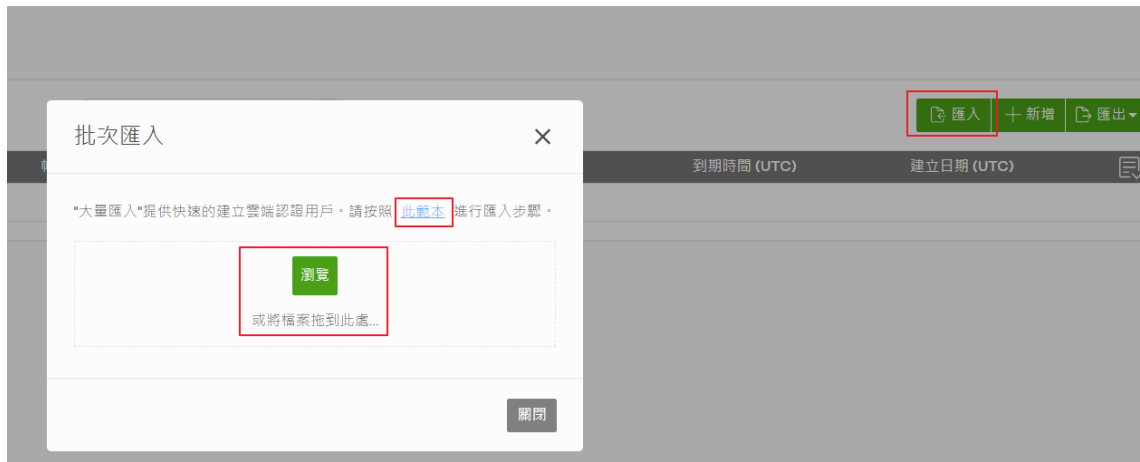 匯入
新增
匯出
批次匯入
到期時間 (UTC)
建立日期 (UTC)
"大量匯入"提供快速的建立雲端認證用戶。請按照 此範本 進行匯入步驟。
瀏覽
或將檔案拖到此處...
關閉